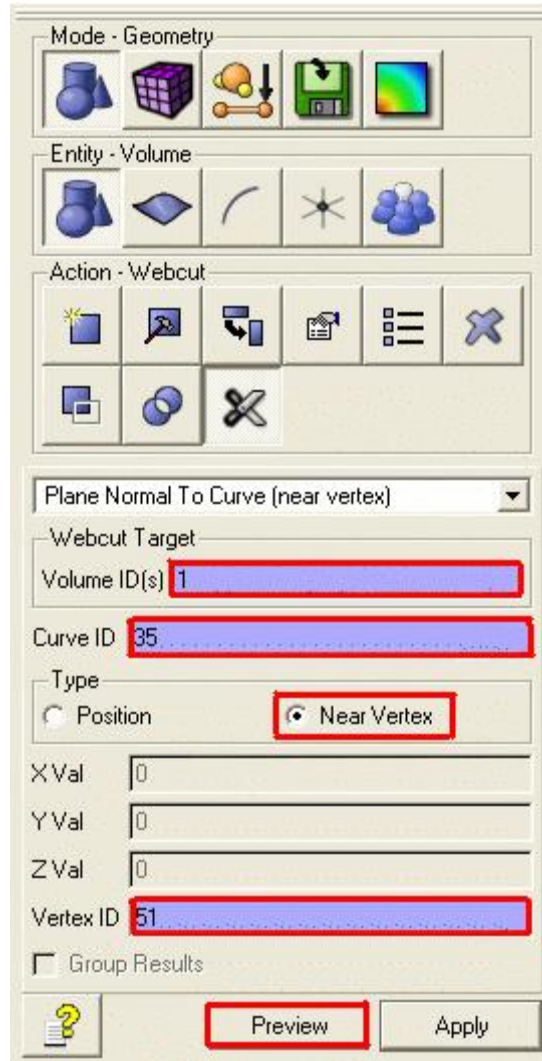 Mode - Geometry
Entity - Volume
Action - Webcut
Plane Normal To Curve (near vertex)
Webcut Target
Volume ID(s) 1
Curve ID 35
Type
Position Near Vertex
X Val 0
Y Val 0
Z Val 0
Vertex ID 51
Group Results
Preview Apply